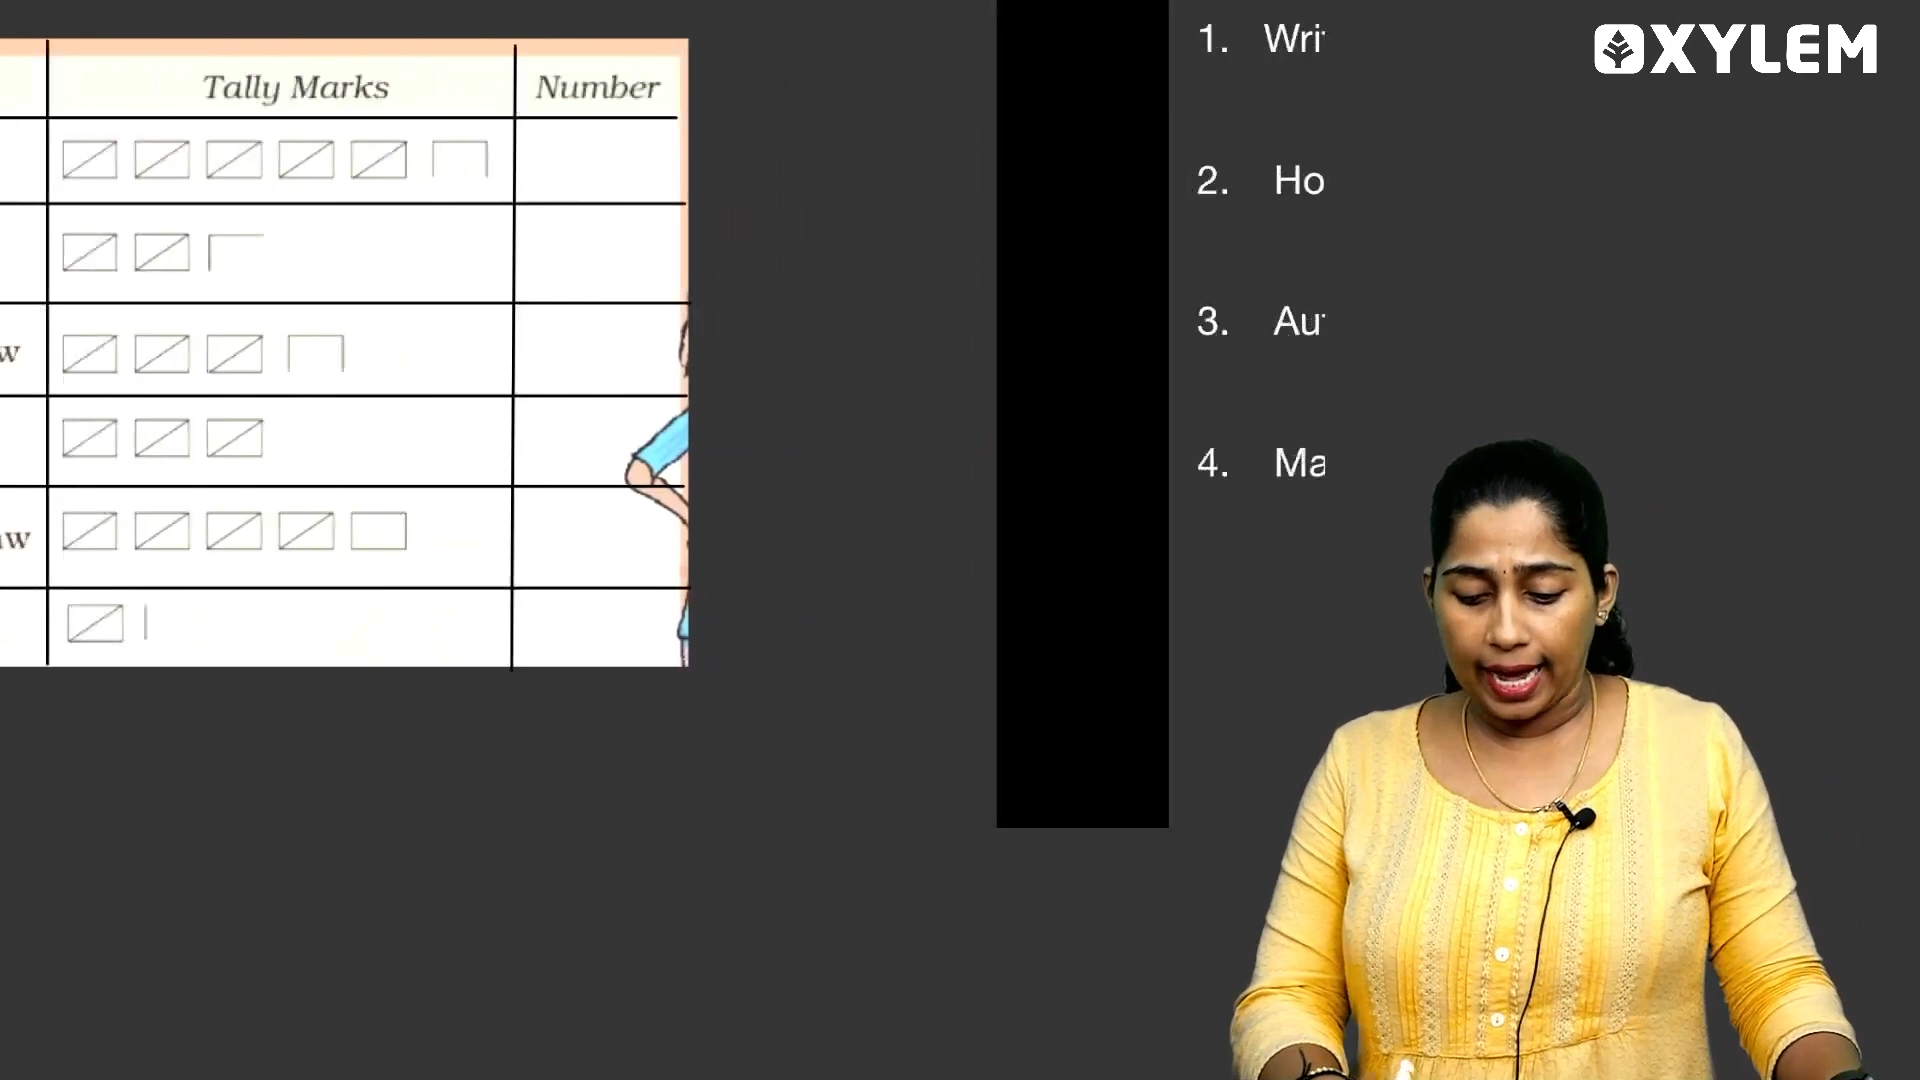 Tally Marks Number
w
w
1. Wri
2. Ho
3. Au
4. Ma
XYLEM